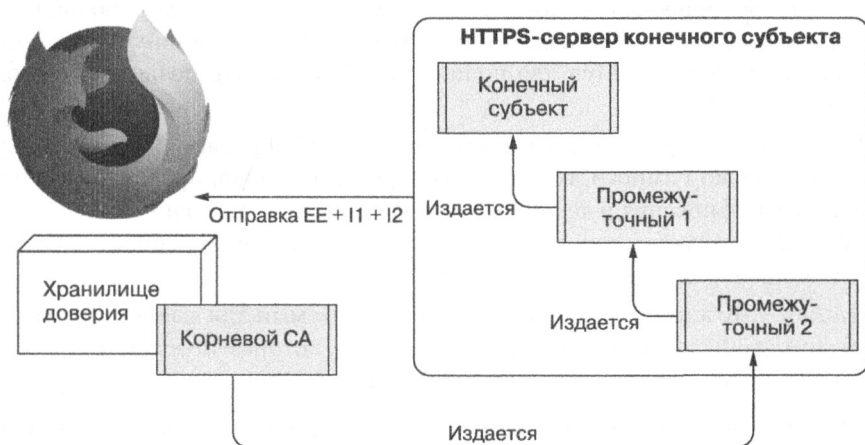 HTTPS-сервер конечного субъекта
Конечный
субъект
Издается
Промежу-
точный 1
Отправка EE + I1 + I2
Издается
Промежу-
точный 2
Хранилище
доверия
Корневой CA
Издается